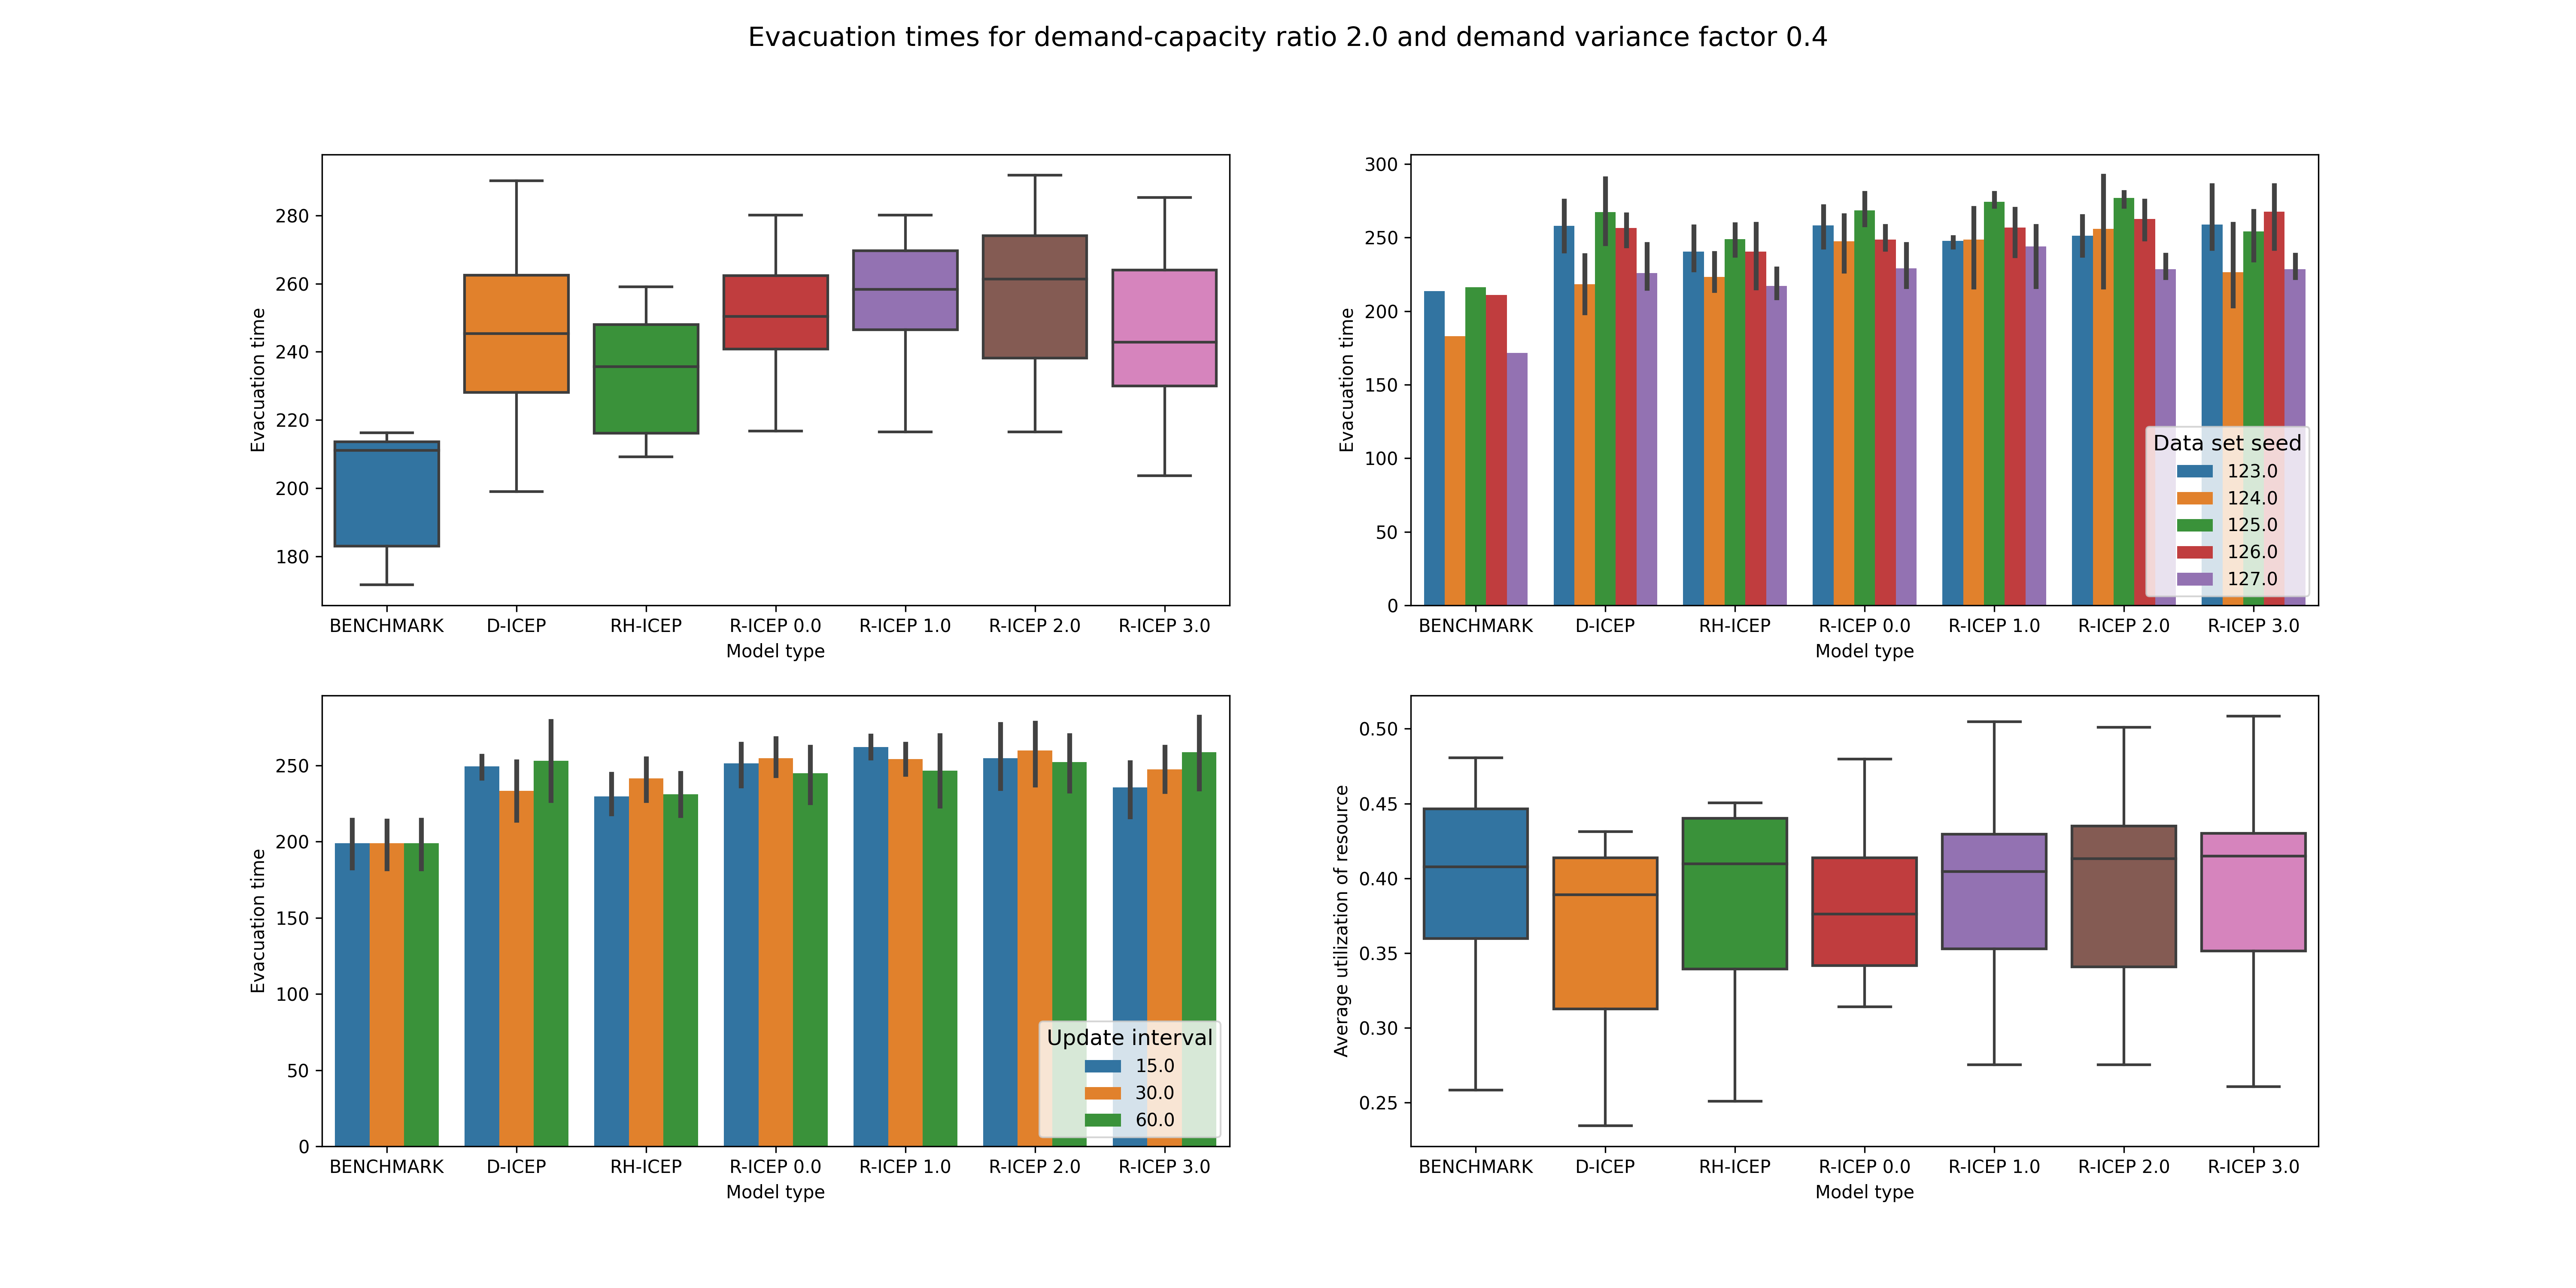 Evacuation times for demand-capacity ratio 2.0 and demand variance factor 0.4
Evacuation time
280
260
240
220
200
180
BENCHMARK D-ICEP RH-ICEP R-ICEP 0.0 R-ICEP 1.0 R-ICEP 2.0 R-ICEP 3.0
Model type
Evacuation time
300
250
200
150
100
50
0
Data set seed
123.0
124.0
125.0
126.0
127.0
BENCHMARK D-ICEP RH-ICEP R-ICEP 0.0 R-ICEP 1.0 R-ICEP 2.0 R-ICEP 3.0
Model type
Evacuation time
250
200
150
100
50
0
Update interval
15.0
30.0
60.0
BENCHMARK D-ICEP RH-ICEP R-ICEP 0.0 R-ICEP 1.0 R-ICEP 2.0 R-ICEP 3.0
Model type
Average utilization of resource
0.50
0.45
0.40
0.35
0.30
0.25
BENCHMARK D-ICEP RH-ICEP R-ICEP 0.0 R-ICEP 1.0 R-ICEP 2.0 R-ICEP 3.0
Model type